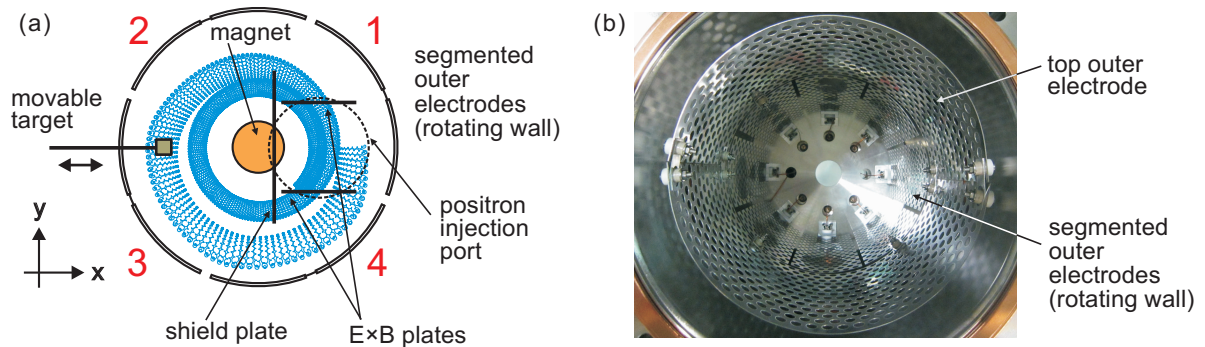 (a)
2
1
magnet
segmented
outer
electrodes
(rotating wall)
movable
target
positron
injection
port
y
x
3
4
shield plate
E×B plates
(b)
top outer
electrode
segmented
outer
electrodes
(rotating wall)